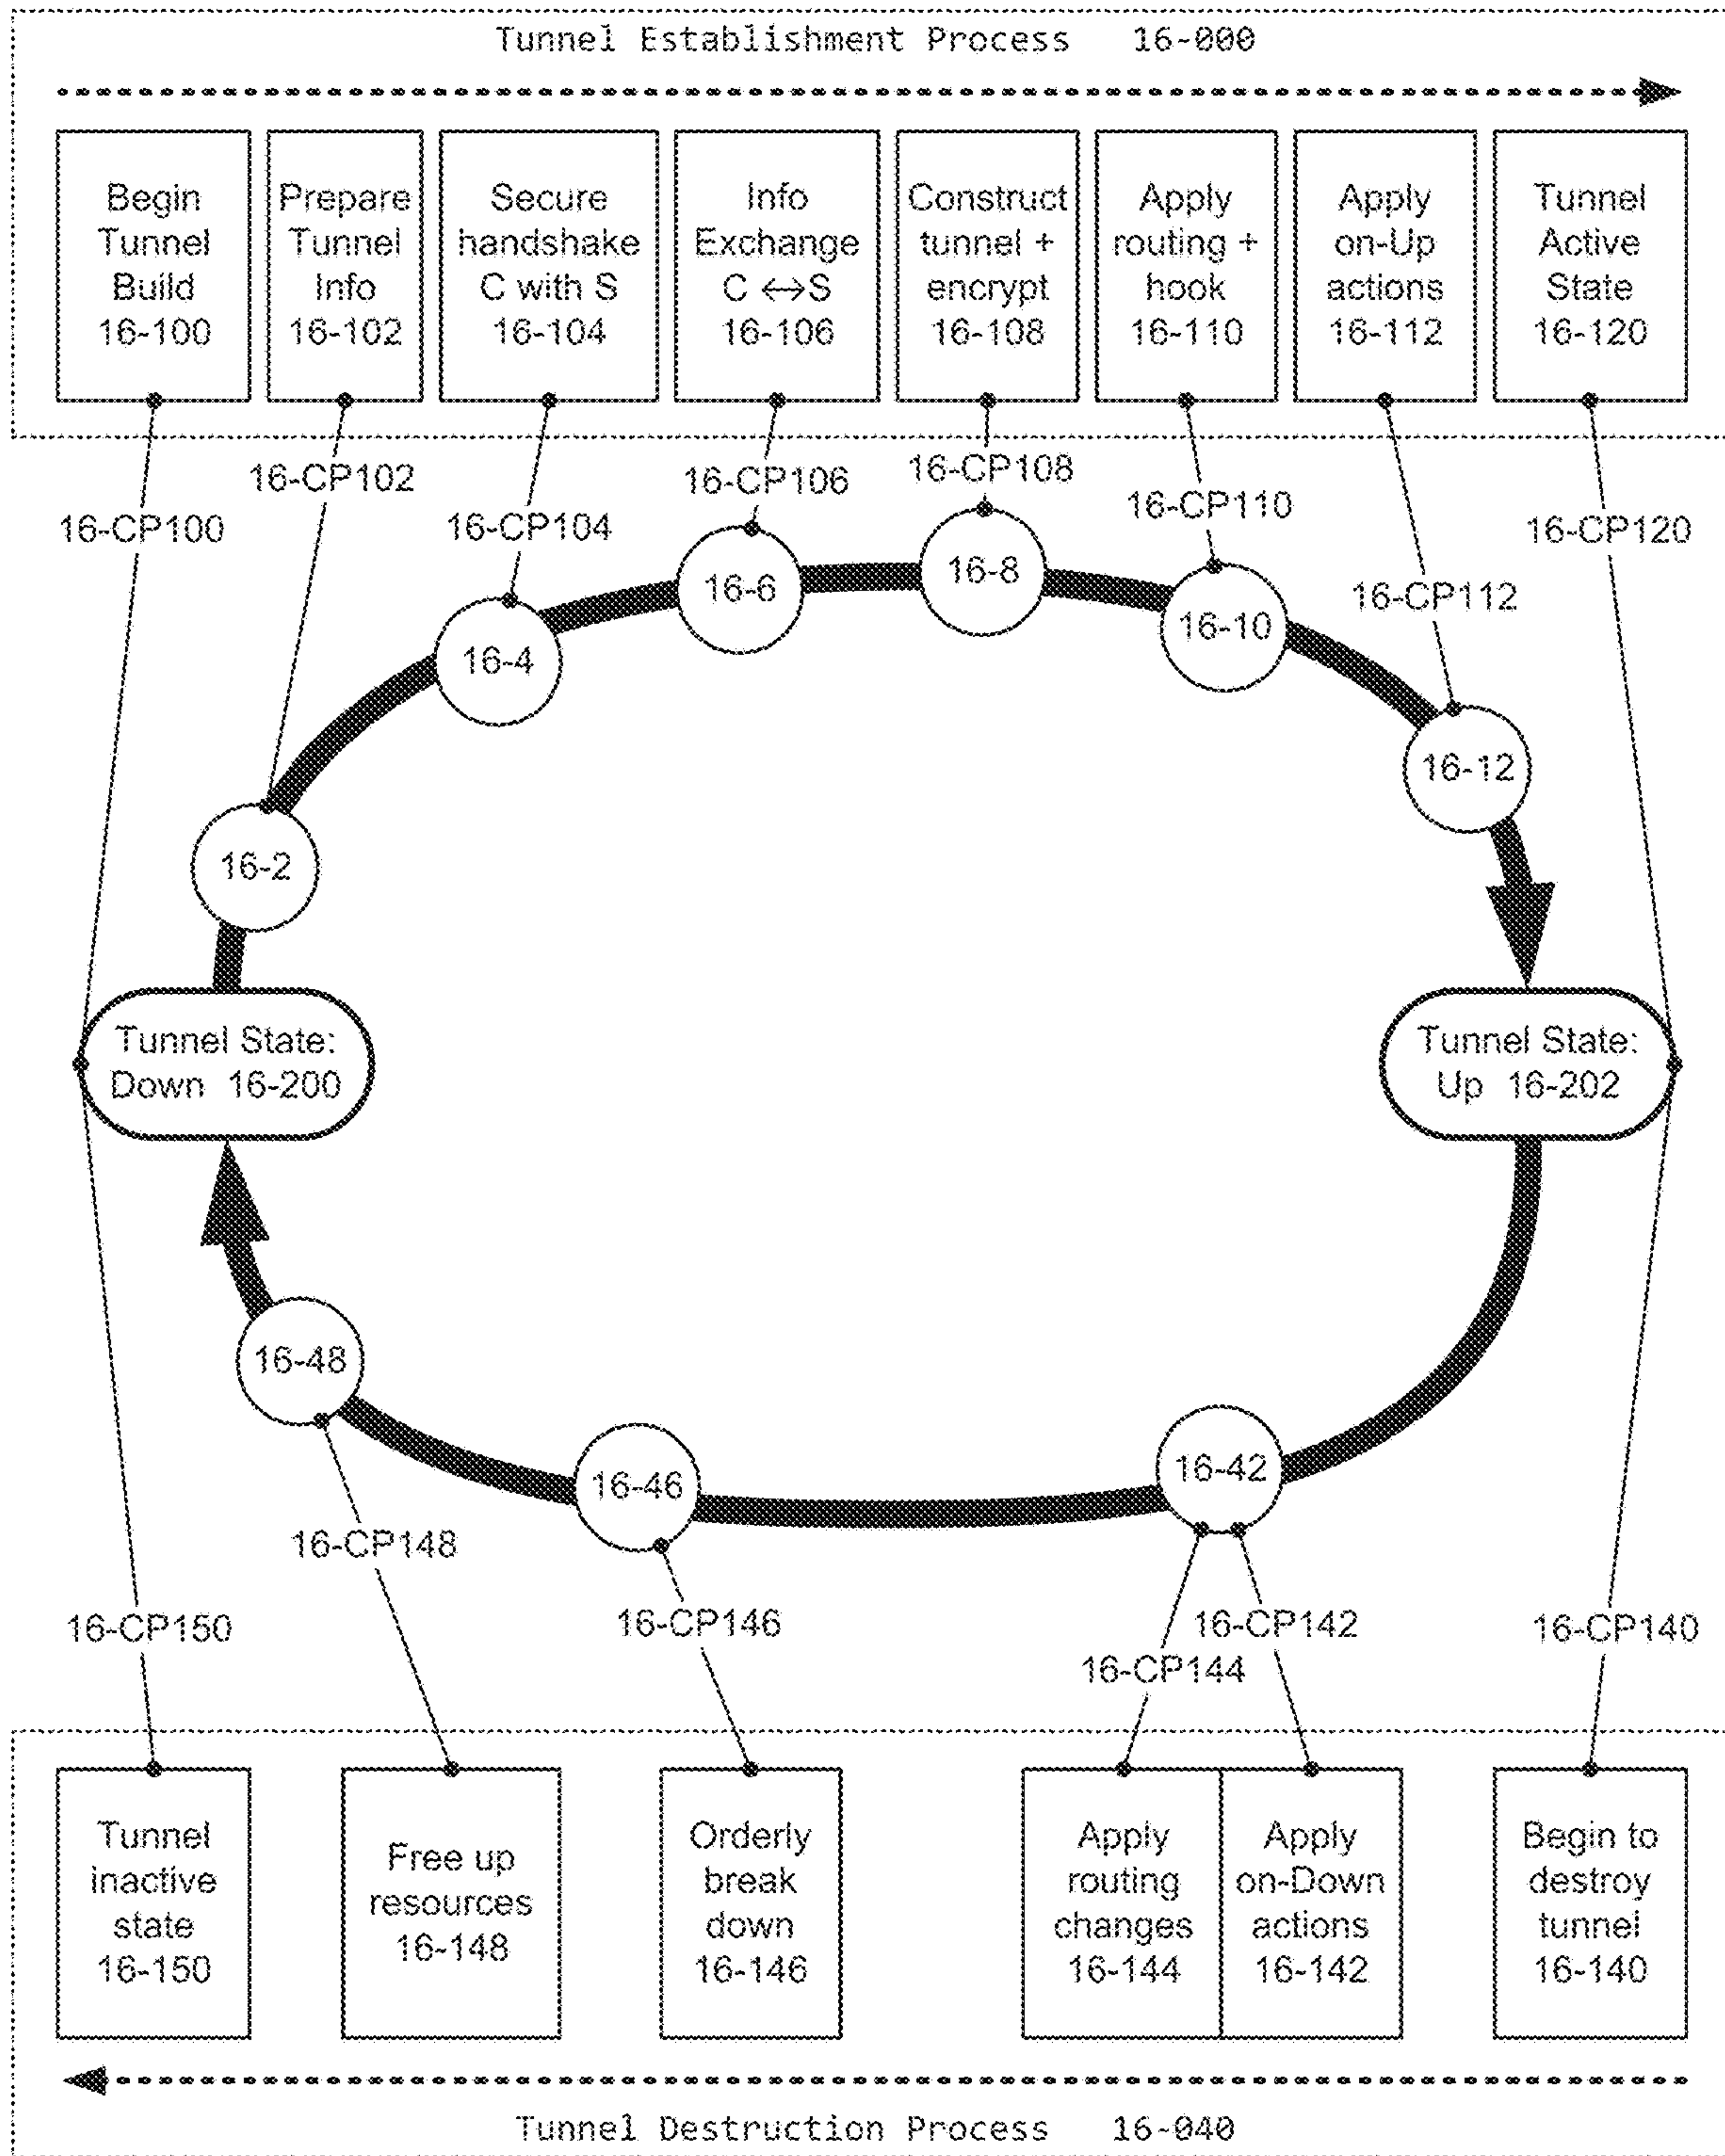 Tunnel Establishment Process 16-000
Begin
Tunnel
Build
16-100
Prepare
Tunnel
Info
16-102
Secure
handshake
C with S
16-104
Info
Exchange
C ↔S
16-106
Construct
tunnel +
encrypt
16-108
Apply
routing +
hook
16-110
Apply
on-Up
actions
16-112
Tunnel
Active
State
16-120
16-CP100
16-CP102
16-CP104
16-CP106
16-CP108
16-CP110
16-CP112
16-CP120
16-2
16-4
16-6
16-8
16-10
16-12
Tunnel State:
Down 16-200
Tunnel State:
Up 16-202
16-48
16-46
16-42
16-CP150
16-CP148
16-CP146
16-CP144
16-CP142
16-CP140
Tunnel
inactive
state
16-150
Free up
resources
16-148
Orderly
break
down
16-146
Apply
routing
changes
16-144
Apply
on-Down
actions
16-142
Begin to
destroy
tunnel
16-140
Tunnel Destruction Process 16-040